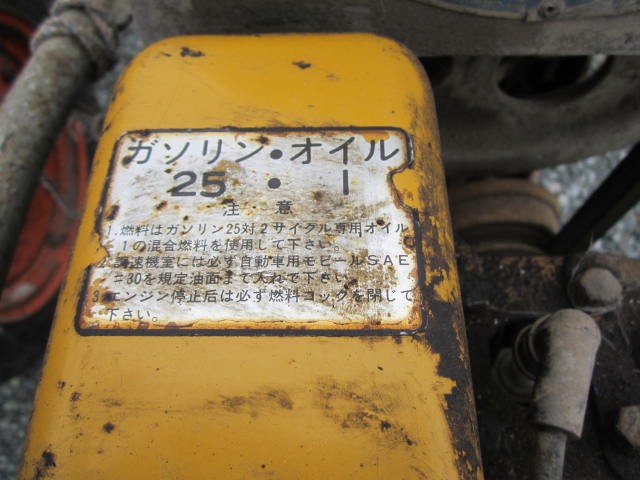 ガソリン・オイル
25・1
注意
1.燃料はガソリン25対2サイクル専用オイル
1の混合燃料を使用して下さい。
速機室には必ず自動車用モビールSAE
30を規定油面まで入れて下さい。
3.エンジン停止后は必ず燃料コックを閉じて
下さい。